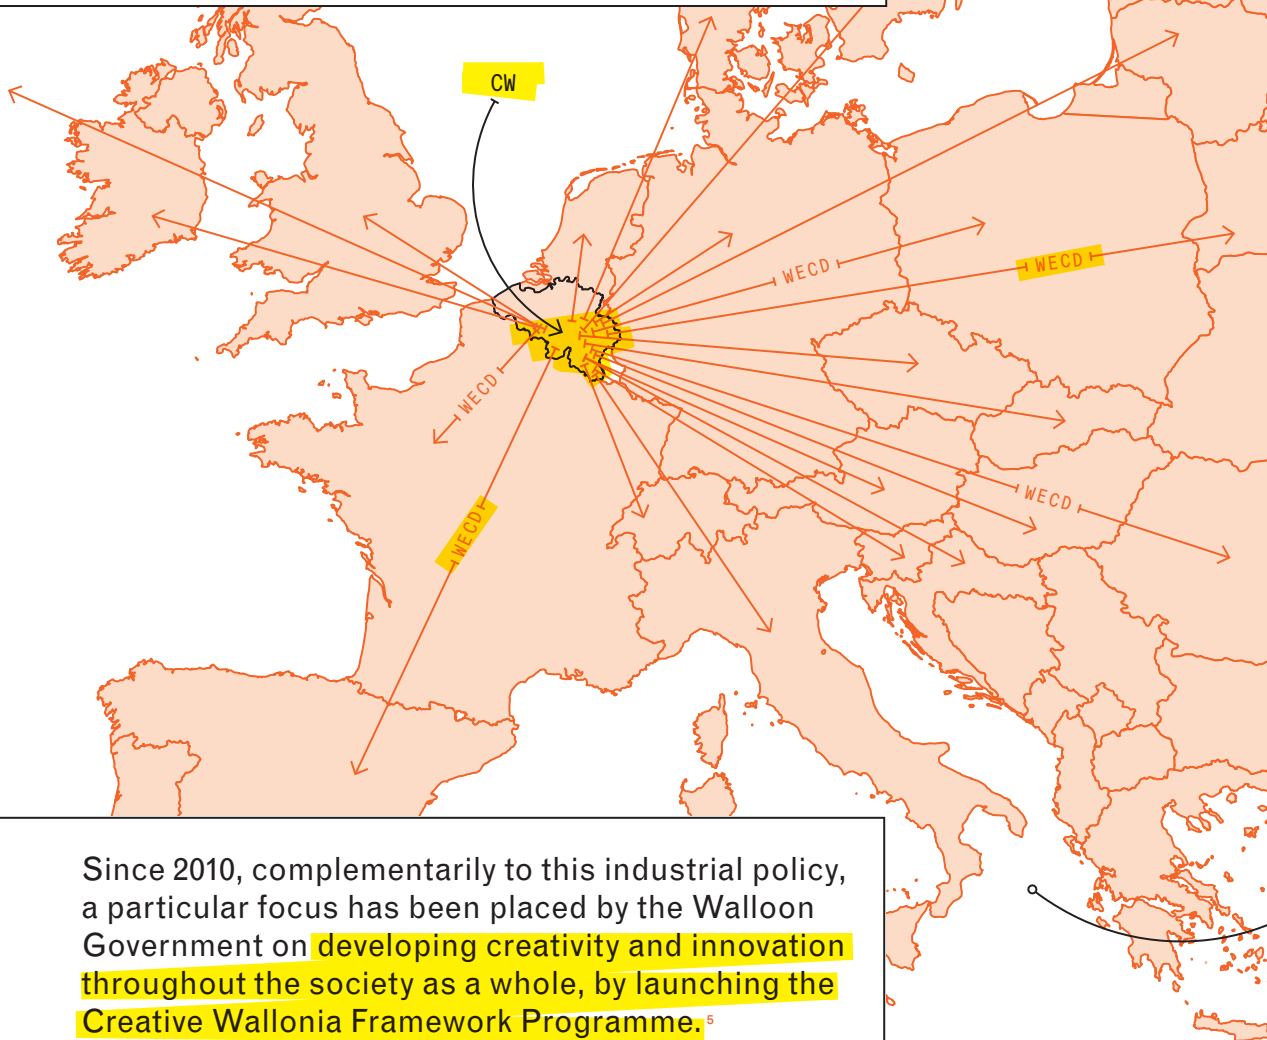 CW
WECD
WECD
WECD
WECD
WECD
Since 2010, complementarily to this industrial policy,
a particular focus has been placed by the Walloon
Government on developing creativity and innovation
throughout the society as a whole, by launching the
Creative Wallonia Framework Programme.⁵